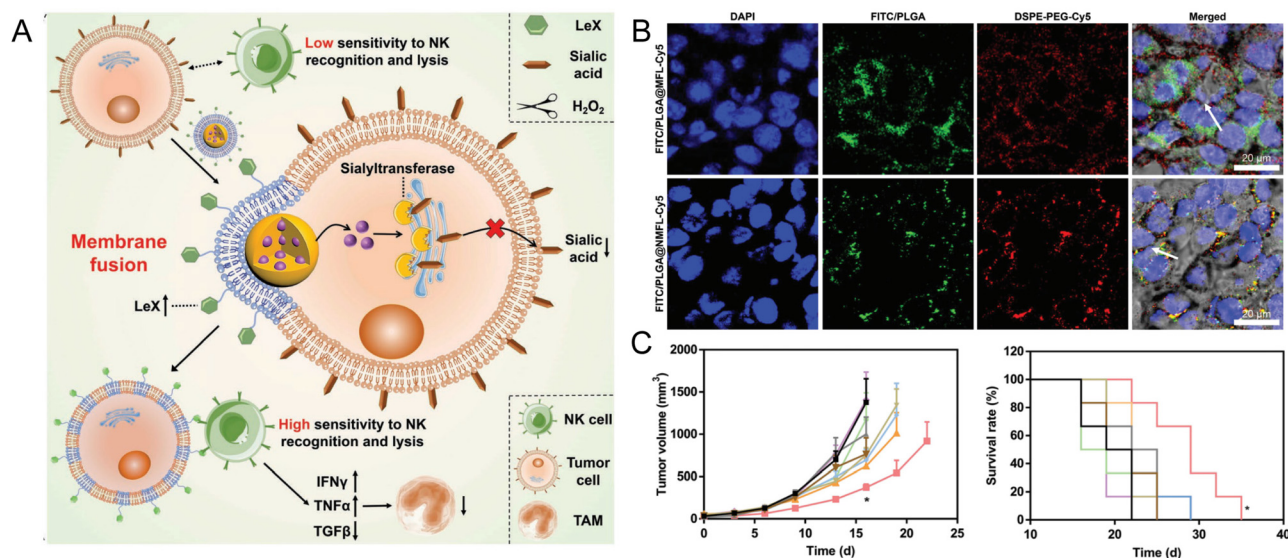 A
Low sensitivity to NK
recognition and lysis
LeX
Sialic
acid
H₂O₂
Sialyltransferase
Membrane
fusion
Sialic
acid ↓
LeX ↑
High sensitivity to NK
recognition and lysis
IFNγ ↑
TNFα ↑
TGFβ ↓
NK cell
Tumor
cell
TAM
B
DAPI
FITC/PLGA
DSPE-PEG-Cy5
Merged
FITC/PLGA@MFL-Cy5
20 μm
FITC/PLGA@NMFL-Cy5
20 μm
C
Tumor volume (mm³)
2000
1500
1000
500
0
0 5 10 15 20 25
Time (d)
*
Survival rate (%)
120
100
80
60
40
20
0
10 20 30 40
Time (d)
*